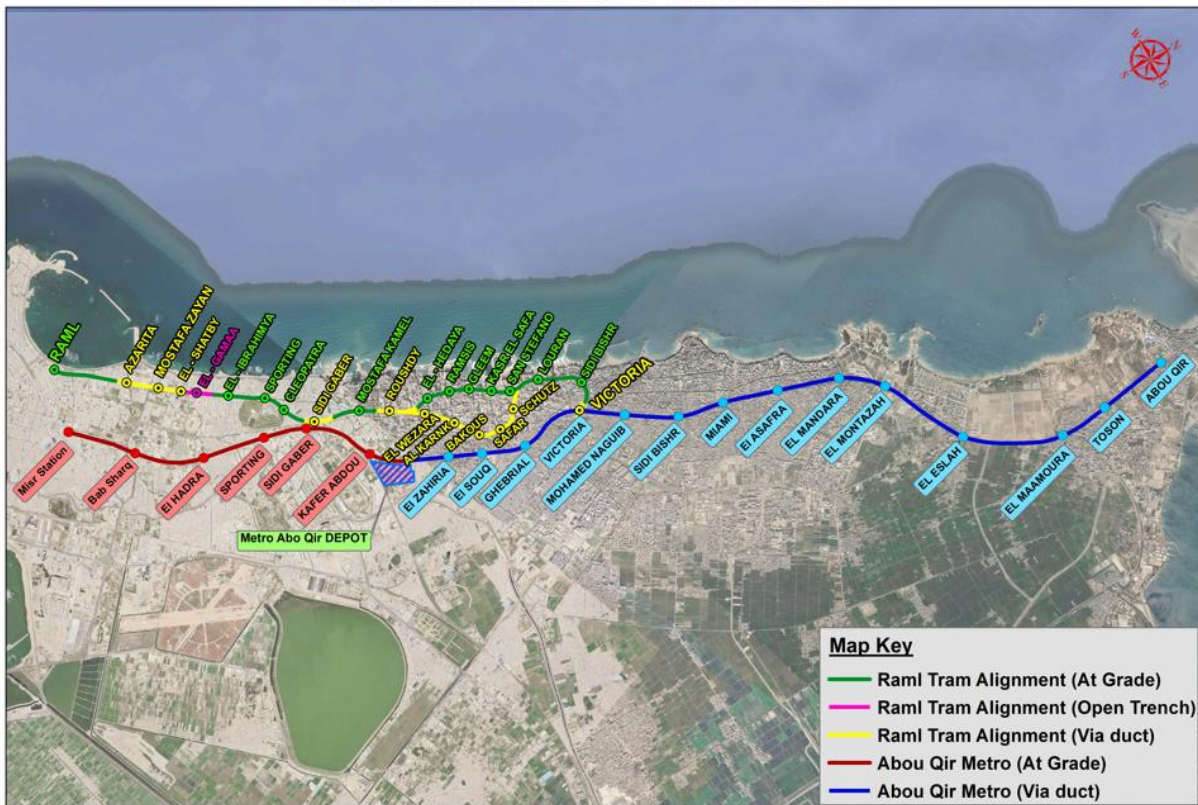 W
N
S
E
RAML
AZARITA
MOSTAFA ZAYAN
EL - SHATBY
EL - GAMAA
EL - IBRAHIMYA
SPORTING
CLEOPATRA
SIDI GABER
MOSTAFA KAMEL
ROUSHDY
EL - HEDAYA
RAMSIS
GLEEM
KASR ELSAFA
SAN STEFANO
LOURAN
SIDI BISHR
VICTORIA
ELWEZARA
AL KARNK
BAKOUS
SAFAR
SCHUTZ
Misr Station
Bab Sharq
El HADRA
SPORTING
SIDI GABER
KAFER ABDOU
El ZAHIRIA
El SOUQ
GHEBRIAL
VICTORIA
MOHAMED NAGUIB
SIDI BISHR
MIAMI
El ASAFRA
EL MANDARA
EL MONTAZAH
EL ESLAH
EL MAAMOURA
TOSON
ABOU QIR
Metro Abo Qir DEPOT
Map Key
Raml Tram Alignment (At Grade)
Raml Tram Alignment (Open Trench)
Raml Tram Alignment (Via duct)
Abou Qir Metro (At Grade)
Abou Qir Metro (Via duct)